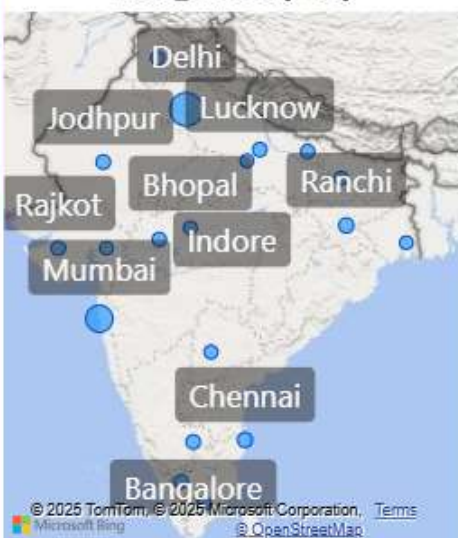 Delhi
Jodhpur
Lucknow
Bhopal
Ranchi
Rajkot
Indore
Mumbai
Chennai
Bangalore
© 2025 TomTom, © 2025 Microsoft Corporation, Terms
Microsoft Bing
© OpenStreetMap